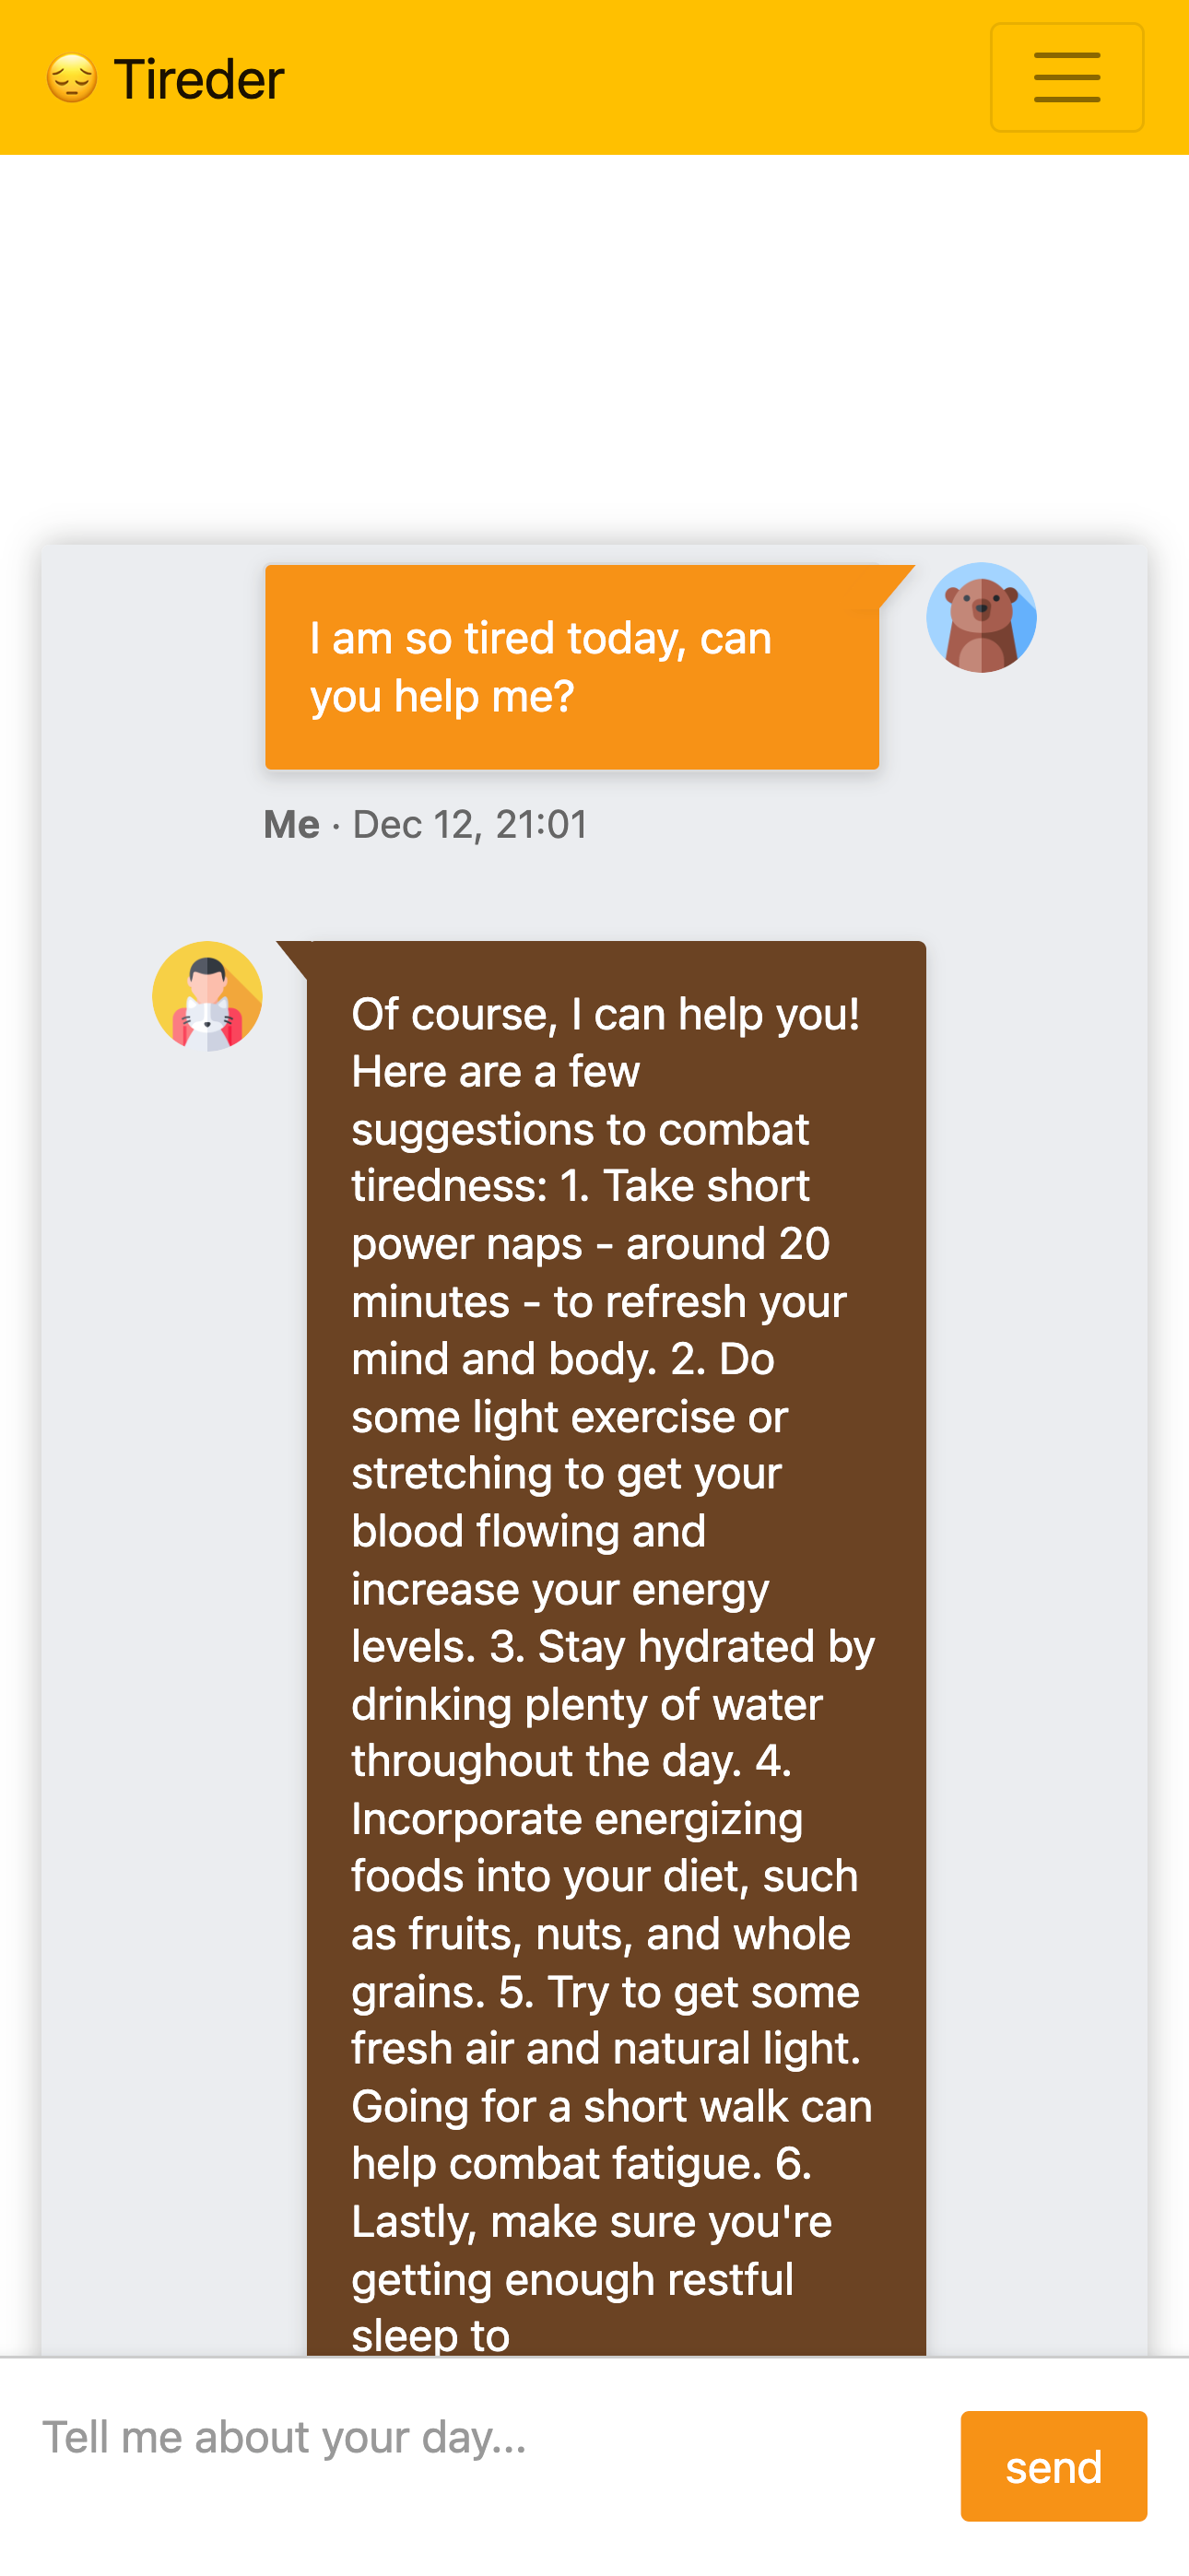 😔 Tireder
I am so tired today, can
you help me?
Me · Dec 12, 21:01
Of course, I can help you!
Here are a few
suggestions to combat
tiredness: 1. Take short
power naps - around 20
minutes - to refresh your
mind and body. 2. Do
some light exercise or
stretching to get your
blood flowing and
increase your energy
levels. 3. Stay hydrated by
drinking plenty of water
throughout the day. 4.
Incorporate energizing
foods into your diet, such
as fruits, nuts, and whole
grains. 5. Try to get some
fresh air and natural light.
Going for a short walk can
help combat fatigue. 6.
Lastly, make sure you're
getting enough restful
sleep to
Tell me about your day...
send